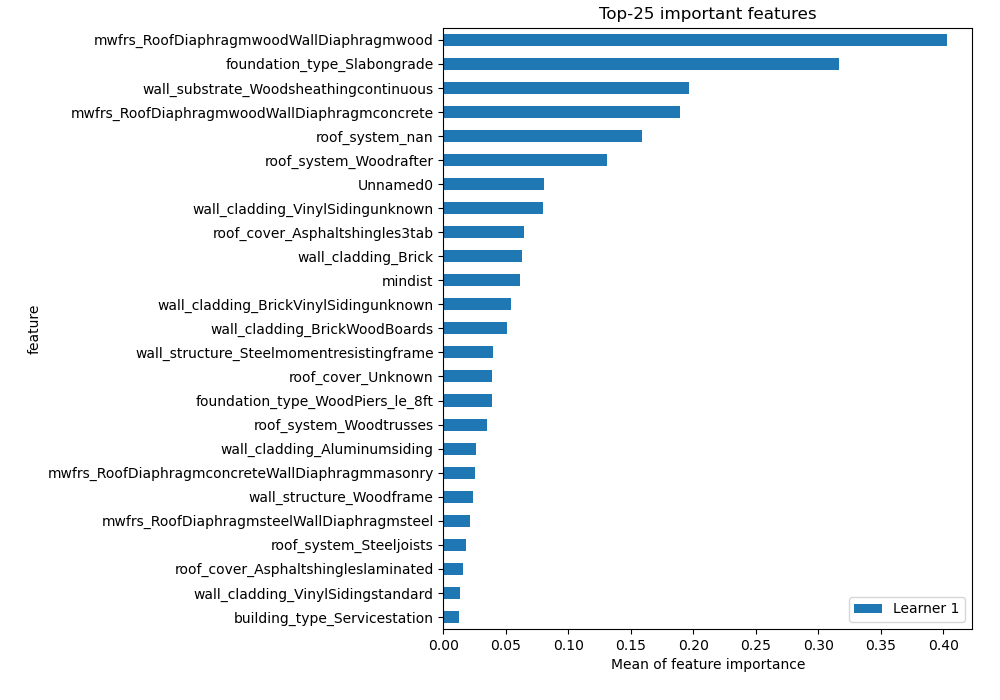 Top-25 important features
mwfrs_RoofDiaphragmwoodWallDiaphragmwood
foundation_type_Slabongrade
wall_substrate_Woodsheathingcontinuous
mwfrs_RoofDiaphragmwoodWallDiaphragmconcrete
roof_system_nan
roof_system_Woodrafter
Unnamed0
wall_cladding_VinylSidingunknown
roof_cover_Asphaltshingles3tab
wall_cladding_Brick
mindist
wall_cladding_BrickVinylSidingunknown
wall_cladding_BrickWoodBoards
wall_structure_Steelmomentresistingframe
roof_cover_Unknown
foundation_type_WoodPiers_le_8ft
roof_system_Woodtrusses
wall_cladding_Aluminumsiding
mwfrs_RoofDiaphragmconcreteWallDiaphragmmasonry
wall_structure_Woodframe
mwfrs_RoofDiaphragmsteelWallDiaphragmsteel
roof_system_Steeljoists
roof_cover_Asphaltshingleslaminated
wall_cladding_VinylSidingstandard
building_type_Servicestation
feature
Learner 1
0.00 0.05 0.10 0.15 0.20 0.25 0.30 0.35 0.40
Mean of feature importance